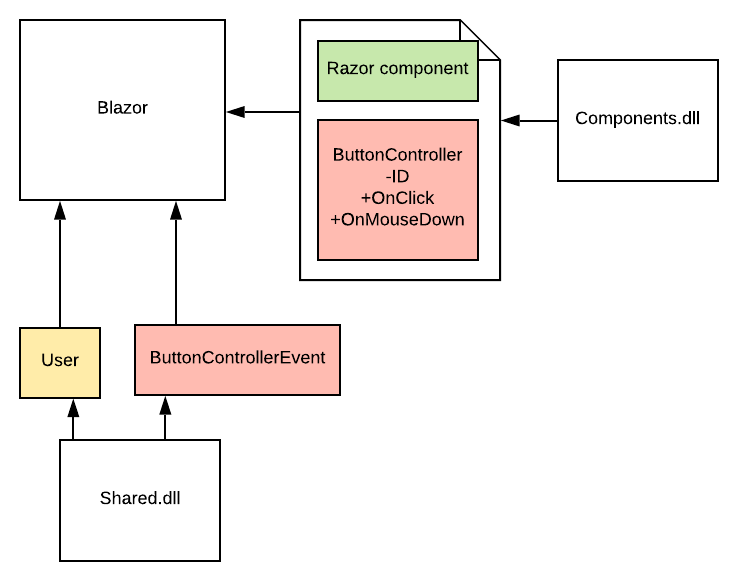 Blazor
Razor component
ButtonController
-ID
+OnClick
+OnMouseDown
Components.dll
User
ButtonControllerEvent
Shared.dll